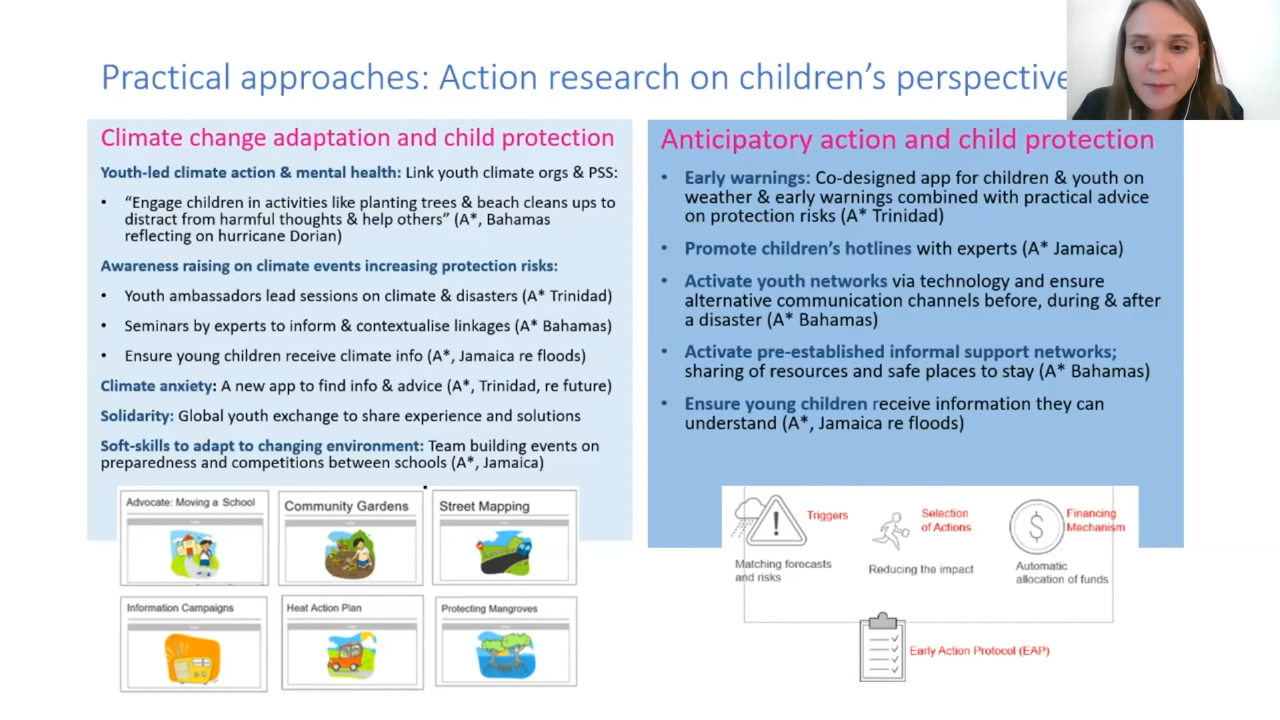 Practical approaches: Action research on children's perspective
Climate change adaptation and child protection
Youth-led climate action & mental health: Link youth climate orgs & PSS:
• "Engage children in activities like planting trees & beach cleans ups to
distract from harmful thoughts & help others" (A*, Bahamas
reflecting on hurricane Dorian)
Awareness raising on climate events increasing protection risks:
• Youth ambassadors lead sessions on climate & disasters (A* Trinidad)
• Seminars by experts to inform & contextualise linkages (A* Bahamas)
• Ensure young children receive climate info (A*, Jamaica re floods)
Climate anxiety: A new app to find info & advice (A*, Trinidad, re future)
Solidarity: Global youth exchange to share experience and solutions
Soft-skills to adapt to changing environment: Team building events on
preparedness and competitions between schools (A*, Jamaica)
Advocate: Moving a School
Community Gardens
Street Mapping
Information Campaigns
Heat Action Plan
Protecting Mangroves
Anticipatory action and child protection
• Early warnings: Co-designed app for children & youth on
weather & early warnings combined with practical advice
on protection risks (A* Trinidad)
• Promote children's hotlines with experts (A* Jamaica)
• Activate youth networks via technology and ensure
alternative communication channels before, during & after
a disaster (A* Bahamas)
• Activate pre-established informal support networks;
sharing of resources and safe places to stay (A* Bahamas)
• Ensure young children receive information they can
understand (A*, Jamaica re floods)
Triggers
Matching forecasts
and risks
Selection
of Actions
Reducing the impact
Financing
Mechanism
Automatic
allocation of funds
Early Action Protocol (EAP)